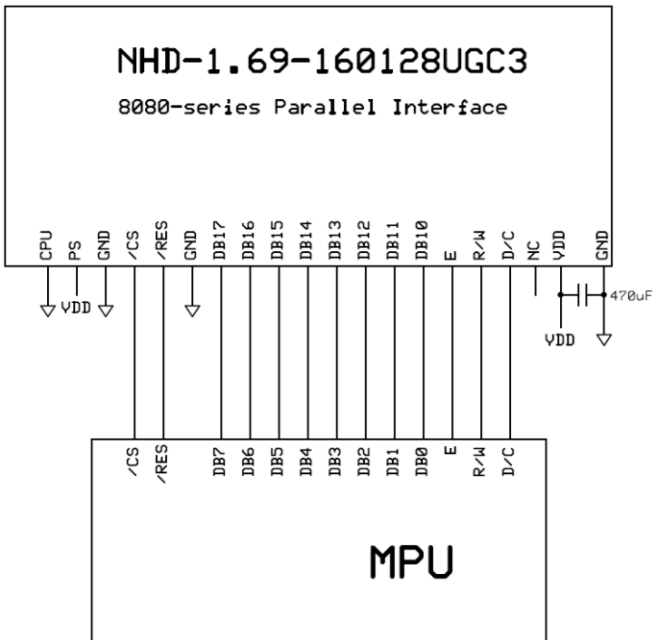 NHD-1.69-160128UGC3
8080-series Parallel Interface
CPU PS GND /CS /RES GND DB17 DB16 DB15 DB14 DB13 DB12 DB11 DB10 E R/W D/C NC VDD GND
VDD
470uF
VDD
/CS /RES DB7 DB6 DB5 DB4 DB3 DB2 DB1 DB0 E R/W D/C
MPU